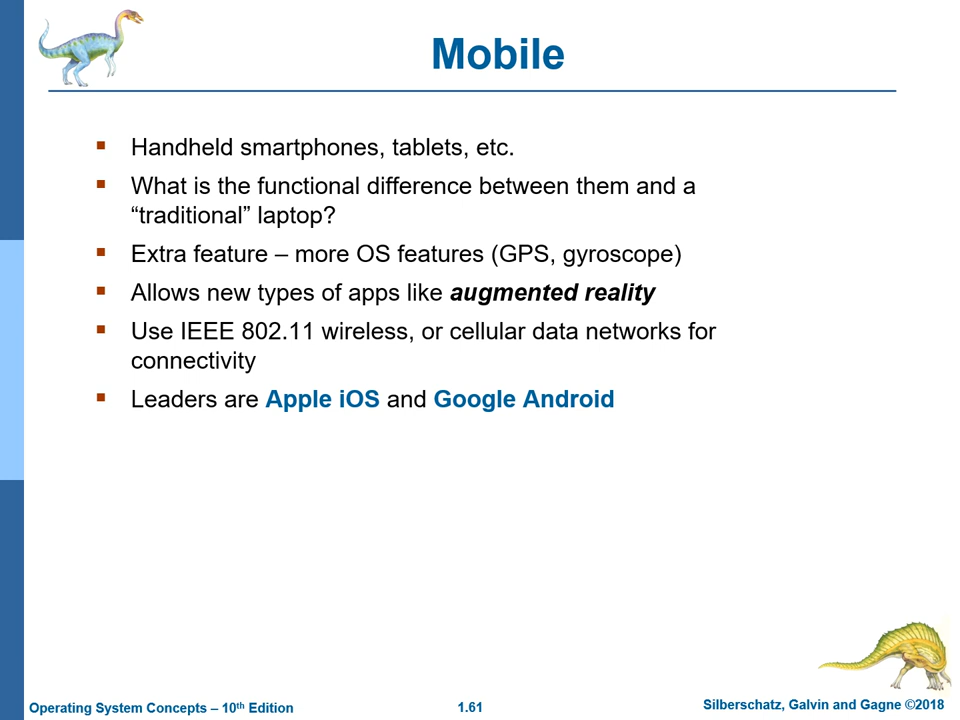 Mobile
▪ Handheld smartphones, tablets, etc.
▪ What is the functional difference between them and a
“traditional” laptop?
▪ Extra feature – more OS features (GPS, gyroscope)
▪ Allows new types of apps like augmented reality
▪ Use IEEE 802.11 wireless, or cellular data networks for
connectivity
▪ Leaders are Apple iOS and Google Android
Operating System Concepts – 10th Edition
1.61
Silberschatz, Galvin and Gagne ©2018